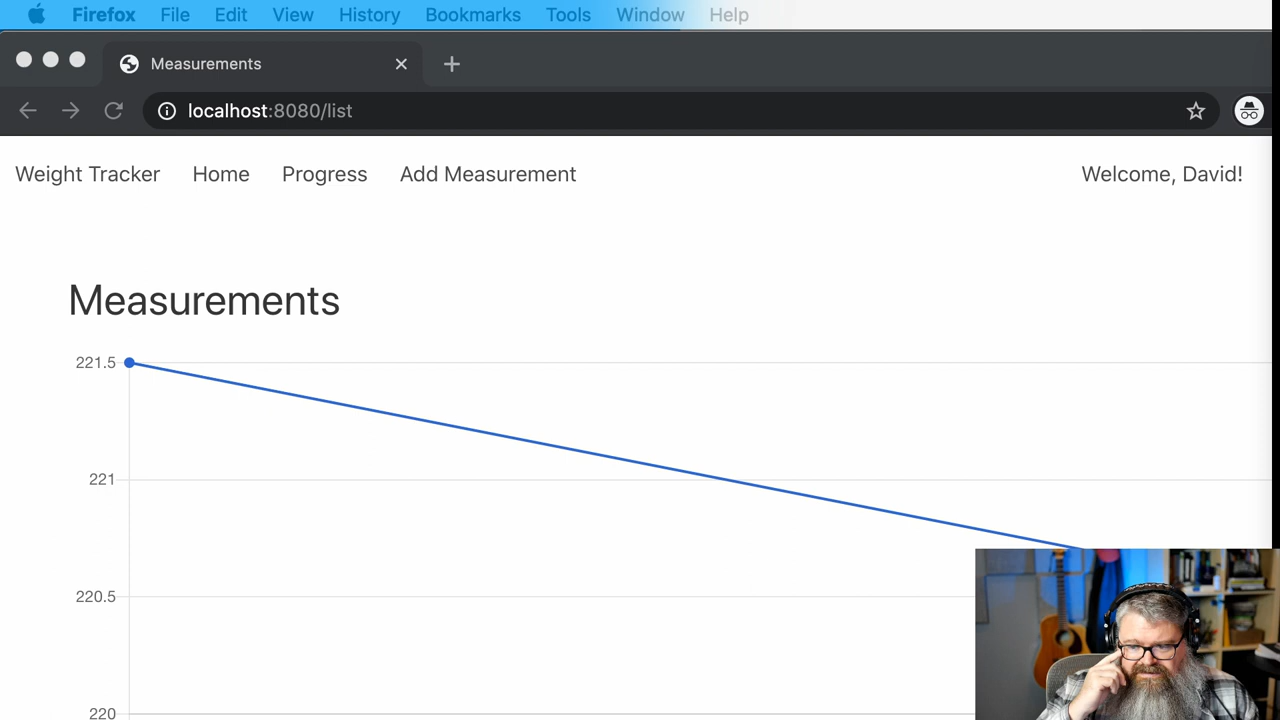 Firefox File Edit View History Bookmarks Tools Window Help
Measurements
localhost:8080/list
Weight Tracker Home Progress Add Measurement Welcome, David!
Measurements
221.5
221
220.5
220